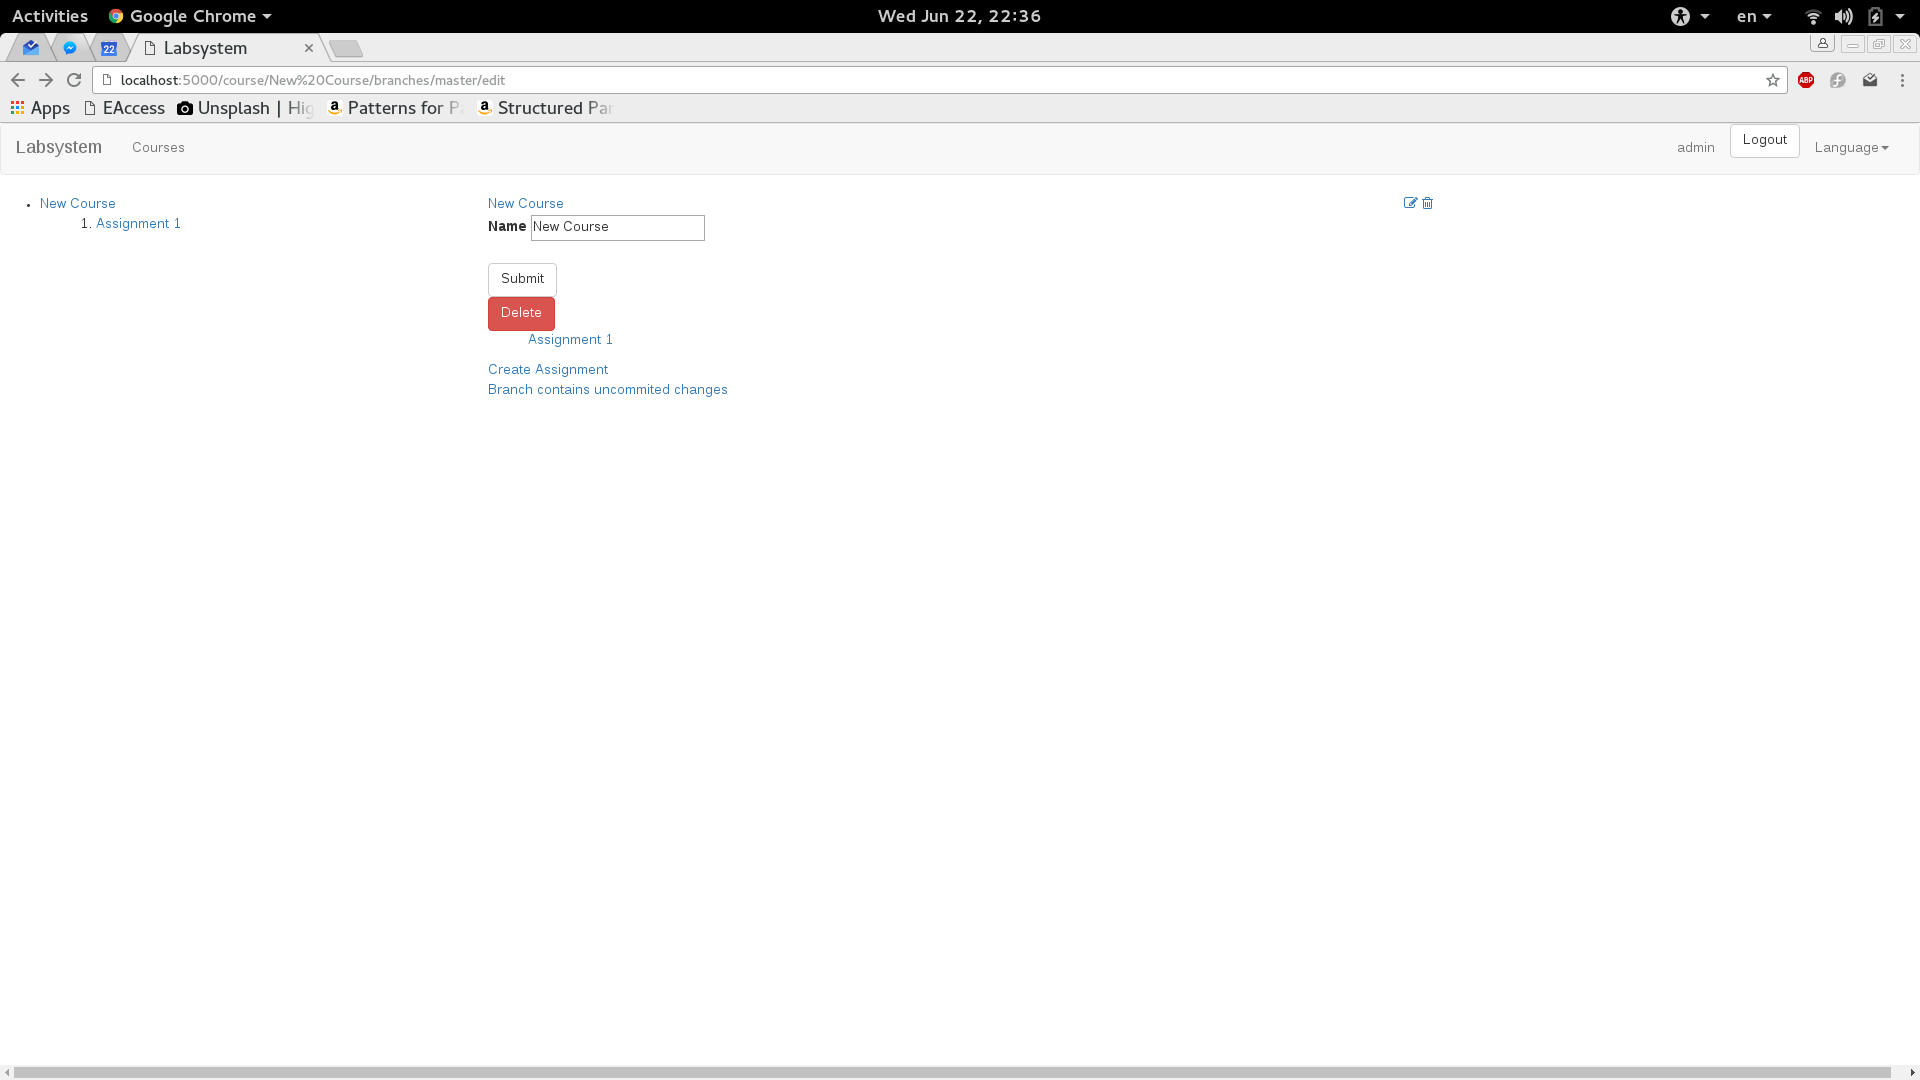 Activities Google Chrome Wed Jun 22, 22:36 en
22 Labsystem
localhost:5000/course/New%20Course/branches/master/edit ABP
Apps EAccess Unsplash | Hig Patterns for P Structured Par
Labsystem Courses admin Logout Language
New Course New Course
1. Assignment 1
Name New Course
Submit
Delete
Assignment 1
Create Assignment
Branch contains uncommited changes